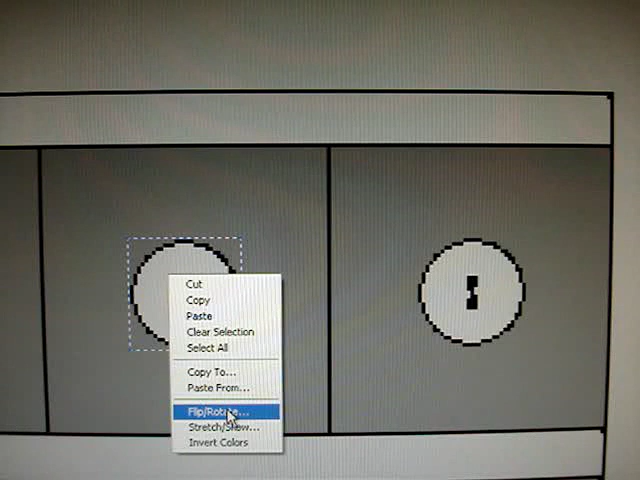 Cut
Copy
Paste
Clear Selection
Select All
Copy To...
Paste From...
Flip/Rotate...
Stretch/Skew...
Invert Colors